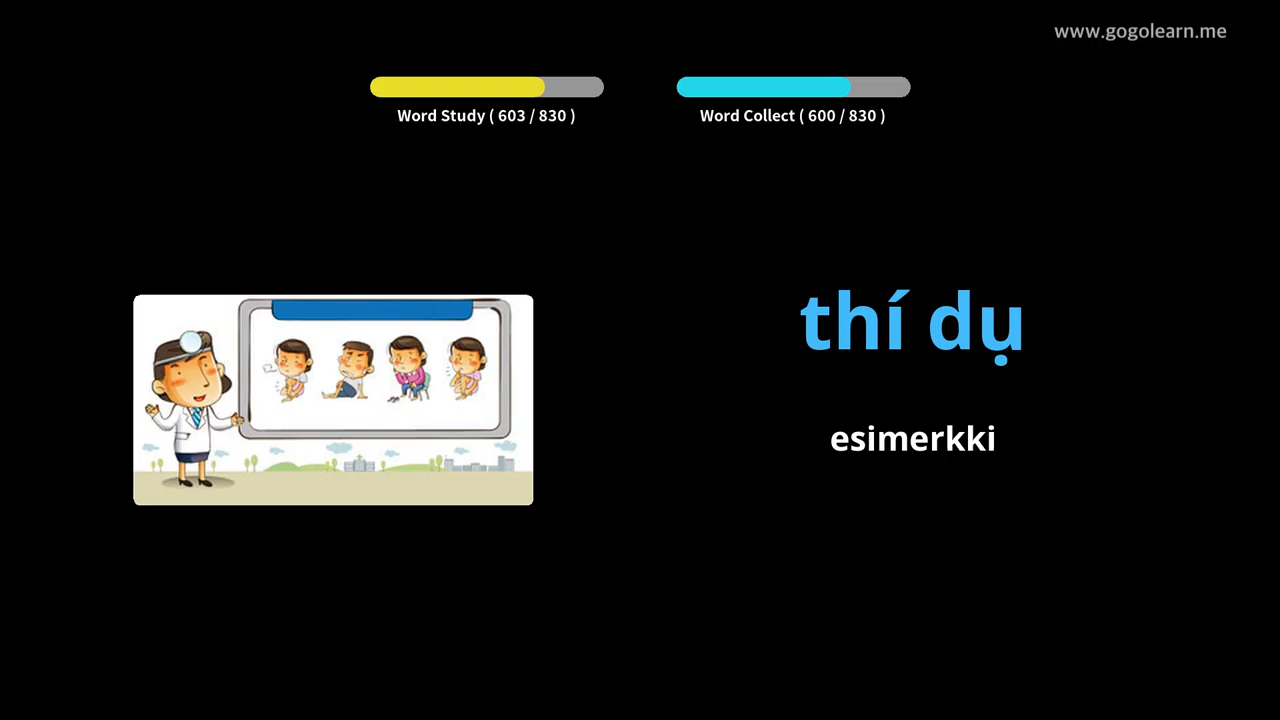 www.gogolearn.me
Word Study ( 603 / 830 )
Word Collect ( 600 / 830 )
thí dụ
esimerkki